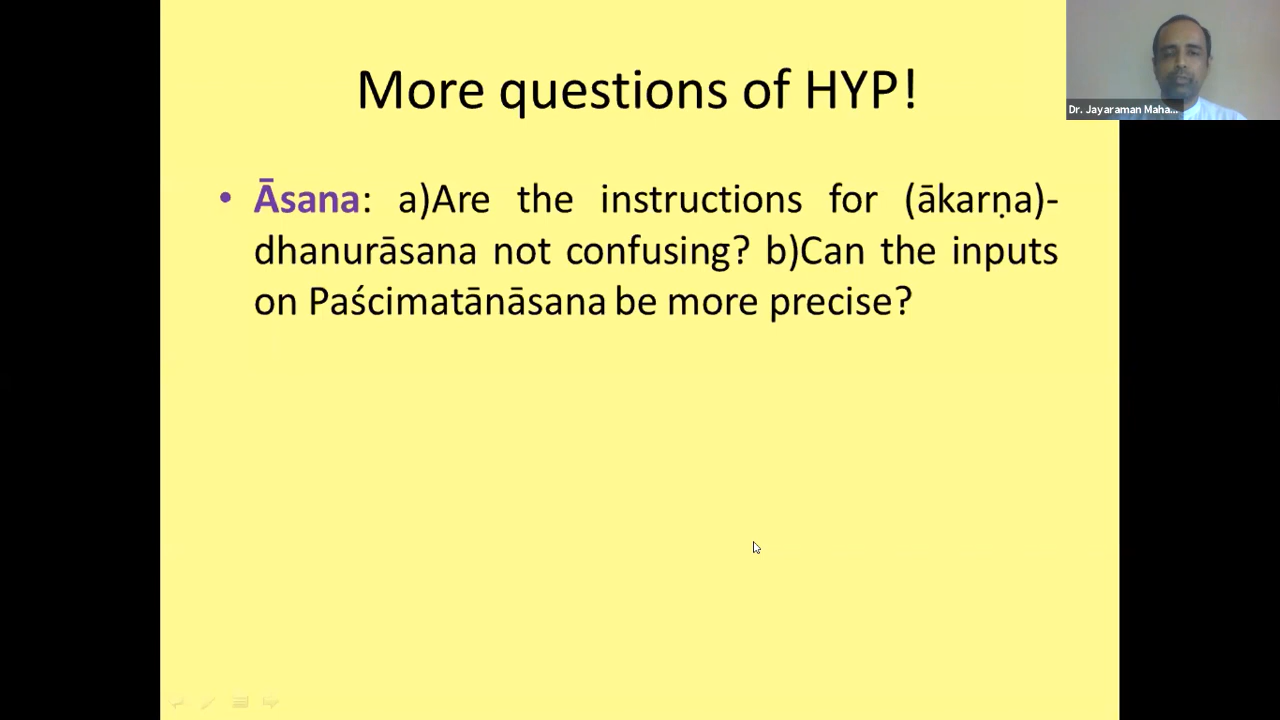 More questions of HYP!
Dr. Jayaraman Maha...
• Āsana: a)Are the instructions for (ākarṇa)-
dhanurāsana not confusing? b)Can the inputs
on Paścimatānāsana be more precise?